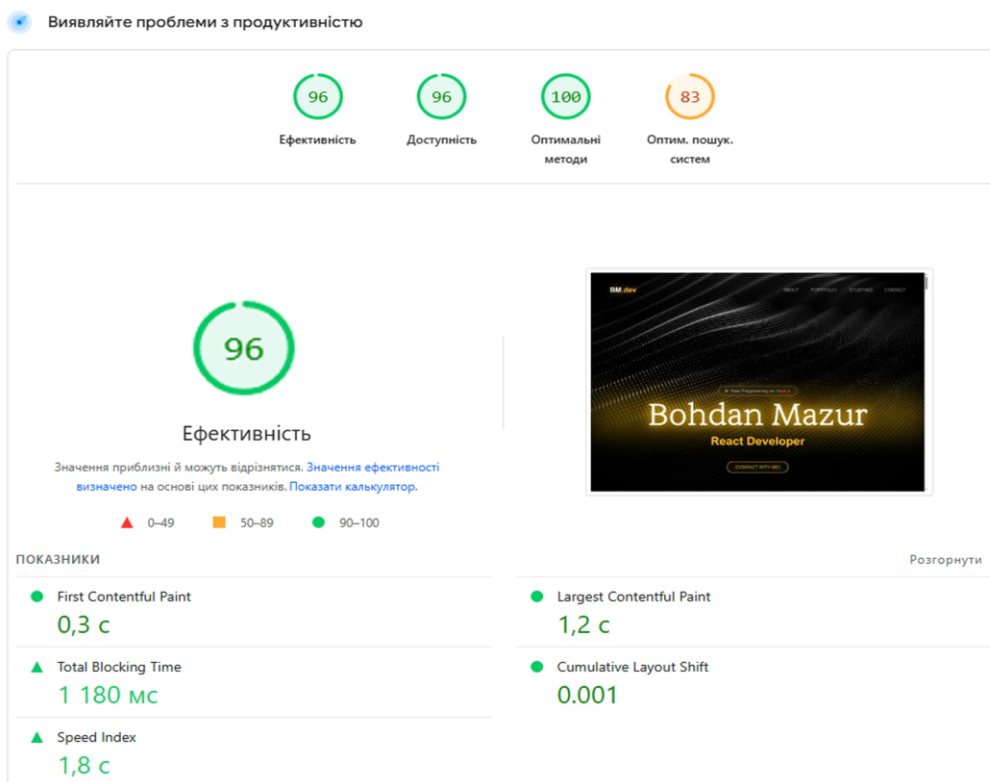 Виявляйте проблеми з продуктивністю
96
96
100
83
Ефективність
Доступність
Оптимальні
методи
Оптим. пошук.
систем
96
Ефективність
Значення приблизні й можуть відрізнятися. Значення ефективності
визначено на основі цих показників. Показати калькулятор.
0–49
50–89
90–100
BM.dev
ABOUT PORTFOLIO STUDYING CONTACT
Bohdan Mazur
React Developer
[CONTACT WITH ME]
ПОКАЗНИКИ
Розгорнути
First Contentful Paint
0,3 с
Largest Contentful Paint
1,2 с
Total Blocking Time
1 180 мс
Cumulative Layout Shift
0.001
Speed Index
1,8 с